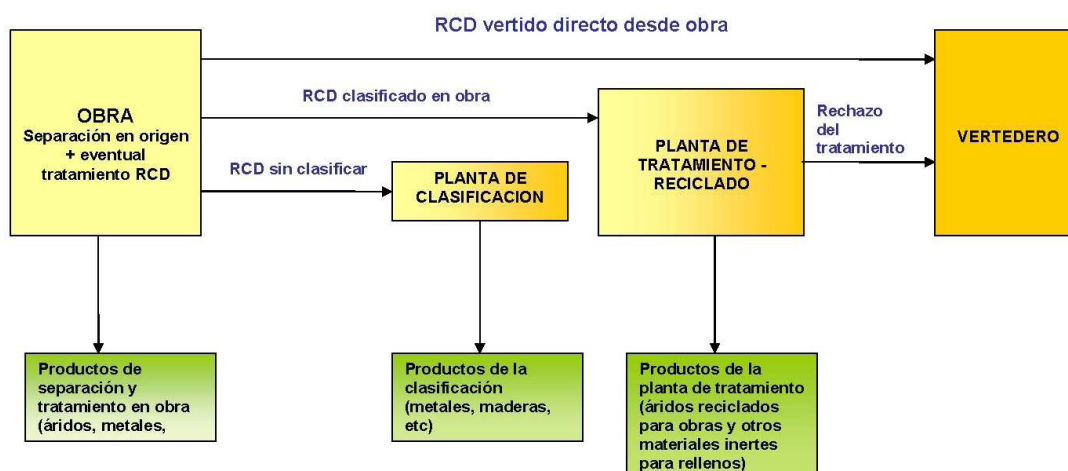 RCD vertido directo desde obra
OBRA
Separación en origen
+ eventual
tratamiento RCD
RCD clasificado en obra
RCD sin clasificar
PLANTA DE
CLASIFICACION
PLANTA DE
TRATAMIENTO -
RECICLADO
Rechazo
del
tratamiento
VERTEDERO
Productos de
separación y
tratamiento en obra
(áridos, metales,
Productos de la
clasificación
(metales, maderas,
etc)
Productos de la
planta de tratamiento
(áridos reciclados
para obras y otros
materiales inertes
para rellenos)